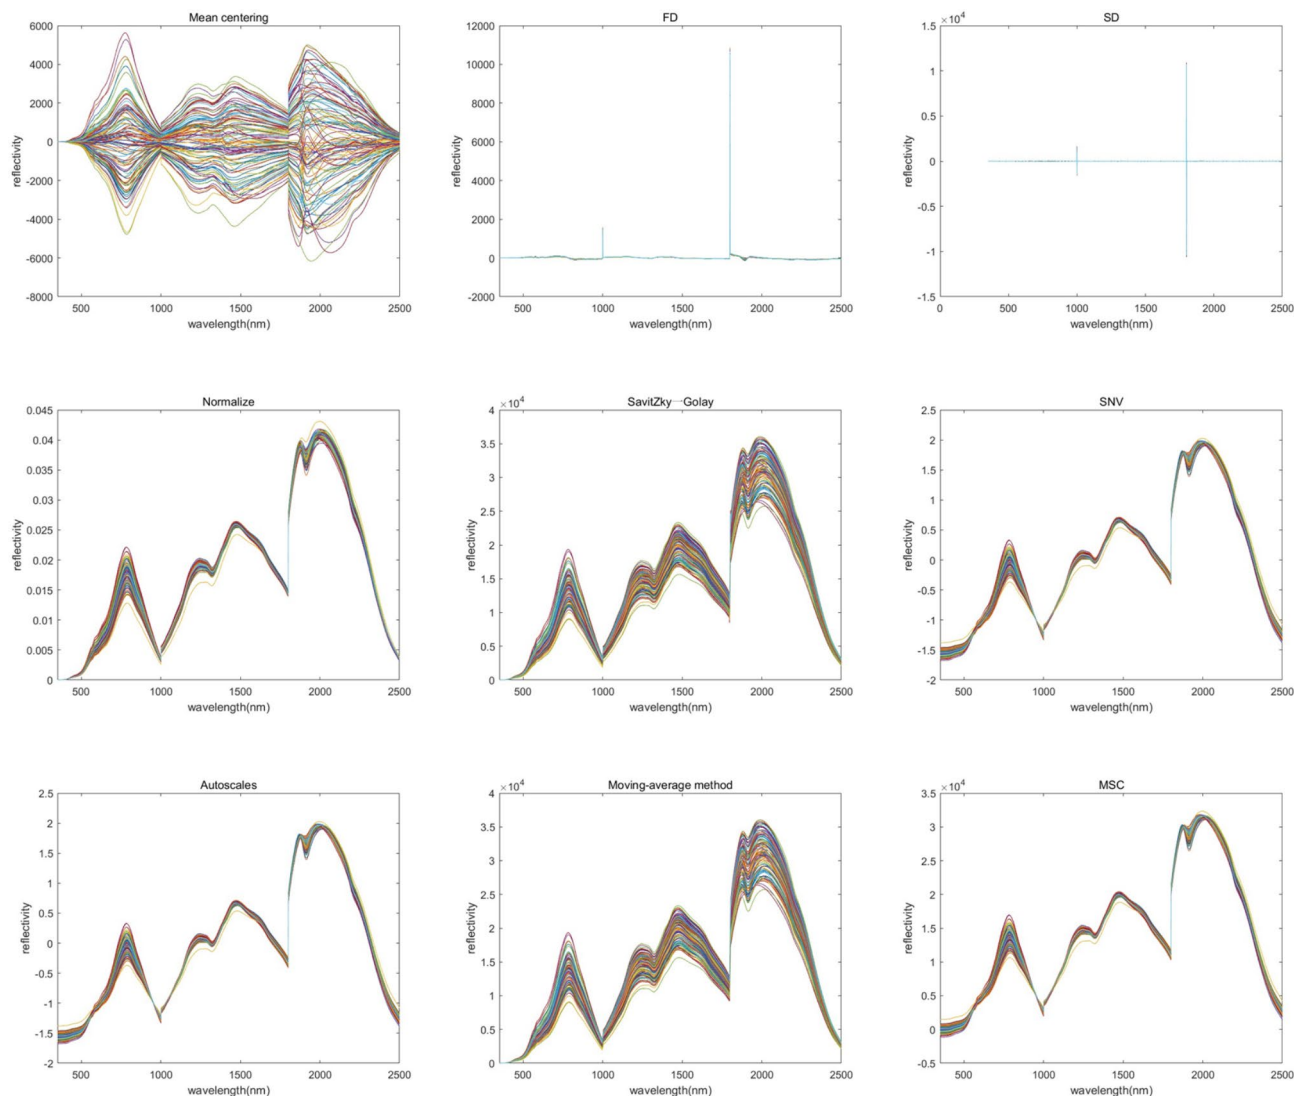 Mean centering
6000
4000
2000
0
-2000
-4000
-6000
-8000
reflectivity
500 1000 1500 2000 2500
wavelength(nm)
FD
12000
10000
8000
6000
4000
2000
0
-2000
reflectivity
500 1000 1500 2000 2500
wavelength(nm)
SD
×10⁴
1.5
1
0.5
0
-0.5
-1
-1.5
reflectivity
0 500 1000 1500 2000 2500
wavelength(nm)
Normalize
0.045
0.04
0.035
0.03
0.025
0.02
0.015
0.01
0.005
0
reflectivity
500 1000 1500 2000 2500
wavelength(nm)
SavitZky—Golay
×10⁴
4
3.5
3
2.5
2
1.5
1
0.5
0
reflectivity
500 1000 1500 2000 2500
wavelength(nm)
SNV
2.5
2
1.5
1
0.5
0
-0.5
-1
-1.5
-2
reflectivity
500 1000 1500 2000 2500
wavelength(nm)
Autoscales
2.5
2
1.5
1
0.5
0
-0.5
-1
-1.5
-2
reflectivity
500 1000 1500 2000 2500
wavelength(nm)
Moving-average method
×10⁴
4
3.5
3
2.5
2
1.5
1
0.5
0
reflectivity
500 1000 1500 2000 2500
wavelength(nm)
MSC
×10⁴
3.5
3
2.5
2
1.5
1
0.5
0
-0.5
reflectivity
500 1000 1500 2000 2500
wavelength(nm)